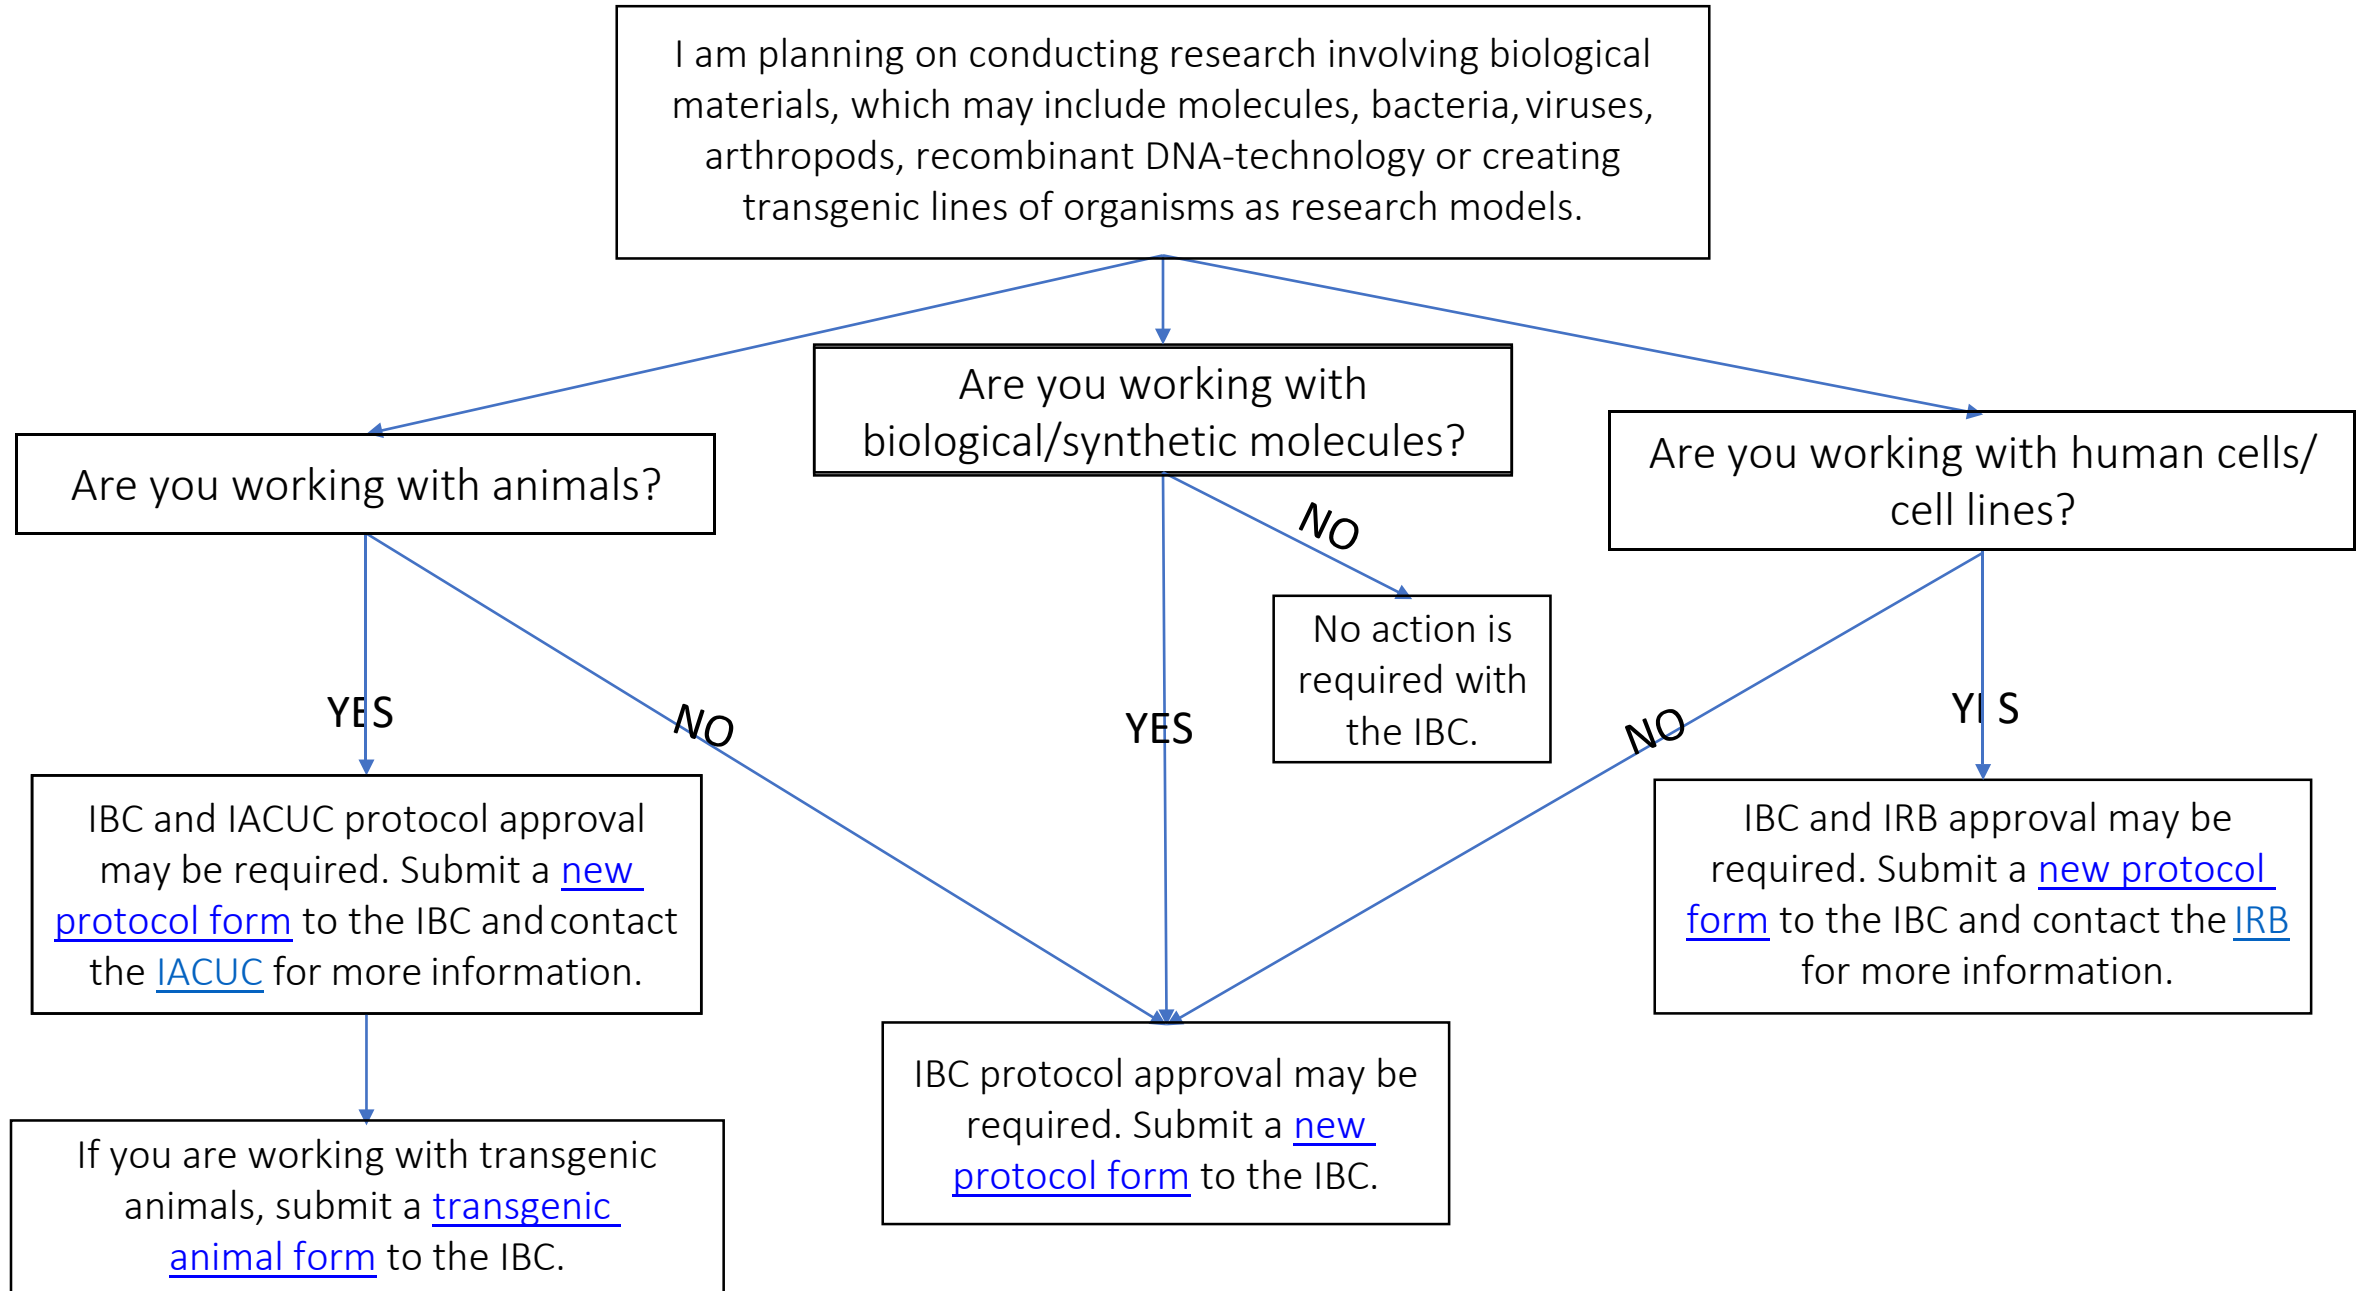 I am planning on conducting research involving biological
materials, which may include molecules, bacteria, viruses,
arthropods, recombinant DNA-technology or creating
transgenic lines of organisms as research models.
Are you working with animals?
Are you working with
biological/synthetic molecules?
Are you working with human cells/
cell lines?
YES
NO
YES
NO
No action is
required with
the IBC.
NO
YES
IBC and IACUC protocol approval
may be required. Submit a new
protocol form to the IBC and contact
the IACUC for more information.
If you are working with transgenic
animals, submit a transgenic
animal form to the IBC.
IBC protocol approval may be
required. Submit a new
protocol form to the IBC.
IBC and IRB approval may be
required. Submit a new protocol
form to the IBC and contact the IRB
for more information.